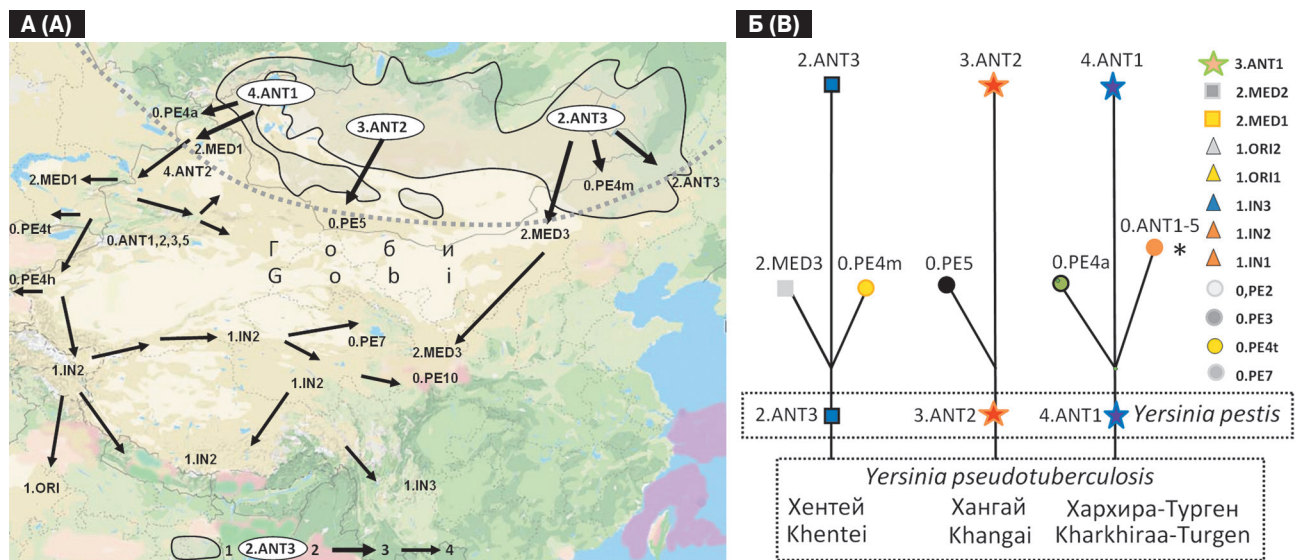 А (A)
4.ANT1
0.PE4a
3.ANT2
2.ANT3
2.MED1
4.ANT2
2.MED1
0.PE4m
2.ANT3
0.PE5
0.PE4t
0.ANT1,2,3,5
2.MED3
Г о б и
G o b i
0.PE4h
1.IN2
0.PE7
2.MED3
1.IN2
1.IN2
0.PE10
1.IN2
1.ORI
1.IN3
1
2.ANT3
2
3
4
Б (B)
2.ANT3
3.ANT2
4.ANT1
3.ANT1
2.MED2
2.MED1
1.ORI2
1.ORI1
1.IN3
1.IN2
1.IN1
0,PE2
0.PE3
0.PE4t
0.PE7
0.ANT1-5
*
2.MED3
0.PE4m
0.PE5
0.PE4a
2.ANT3
3.ANT2
4.ANT1
Yersinia pestis
Yersinia pseudotuberculosis
Хентей
Khentei
Хангай
Khangai
Хархира-Турген
Kharkhiraa-Turgen